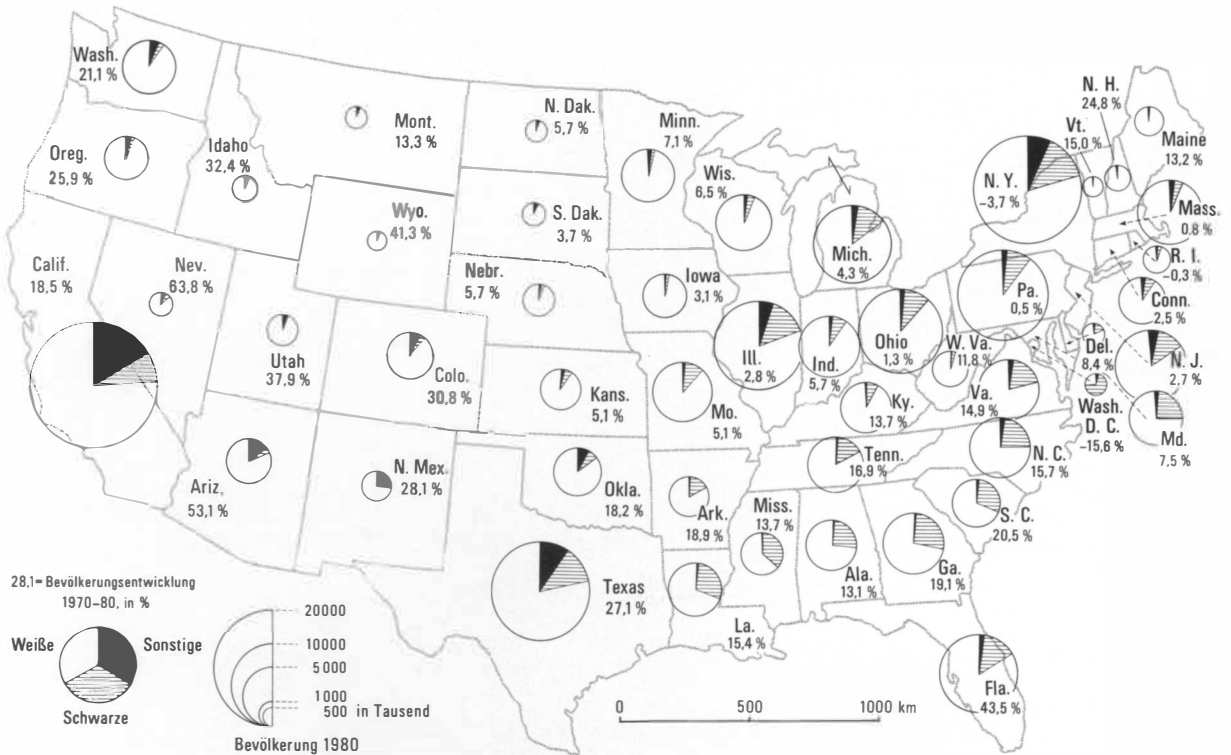 Wash.
21,1 %
Oreg.
25,9 %
Idaho
32,4 %
Mont.
13,3 %
Wyo.
41,3 %
N. Dak.
5,7 %
S. Dak.
3,7 %
Nebr.
5,7 %
Minn.
7,1 %
Wis.
6,5 %
Iowa
3,1 %
Mich.
4,3 %
N. Y.
-3,7 %
Vt.
15,0 %
N. H.
24,8 %
Maine
13,2 %
Mass.
0,8 %
R. I.
-0,3 %
Conn.
2,5 %
N. J.
2,7 %
Pa.
0,5 %
Del.
8,4 %
Wash.
D. C.
-15,6 %
Md.
7,5 %
Calif.
18,5 %
Nev.
63,8 %
Utah
37,9 %
Colo.
30,8 %
Kans.
5,1 %
Mo.
5,1 %
Ill.
2,8 %
Ind.
5,7 %
Ohio
1,3 %
W. Va.
11,8 %
Va.
14,9 %
Ky.
13,7 %
N. C.
15,7 %
Tenn.
16,9 %
S. C.
20,5 %
Ariz.
53,1 %
N. Mex.
28,1 %
Okla.
18,2 %
Ark.
18,9 %
Miss.
13,7 %
Ala.
13,1 %
Ga.
19,1 %
Texas
27,1 %
La.
15,4 %
Fla.
43,5 %
28,1= Bevölkerungsentwicklung
1970-80, in %
Weiße
Sonstige
Schwarze
20000
10000
5000
1000
500 in Tausend
Bevölkerung 1980
0 500 1000 km